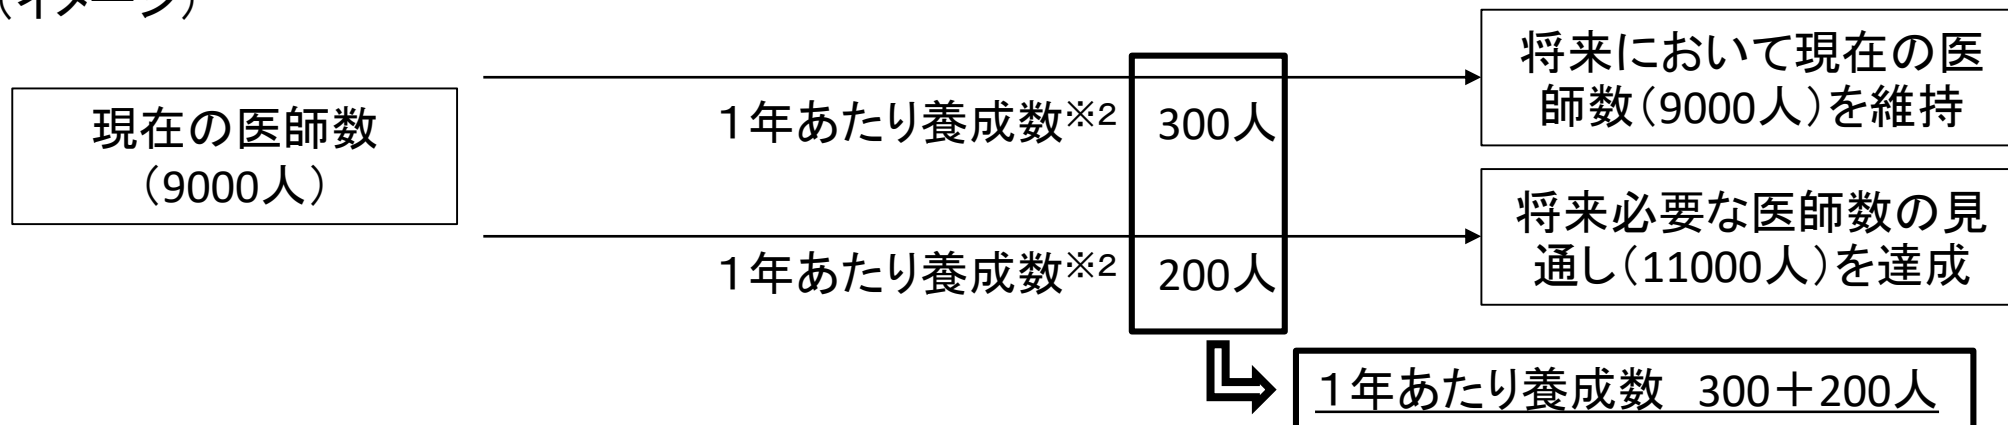 （イメージ）
現在の医師数
（9000人）
１年あたり養成数※2 300人
将来において現在の医
師数（9000人）を維持
１年あたり養成数※2 200人
将来必要な医師数の見
通し（11000人）を達成
１年あたり養成数 300＋200人